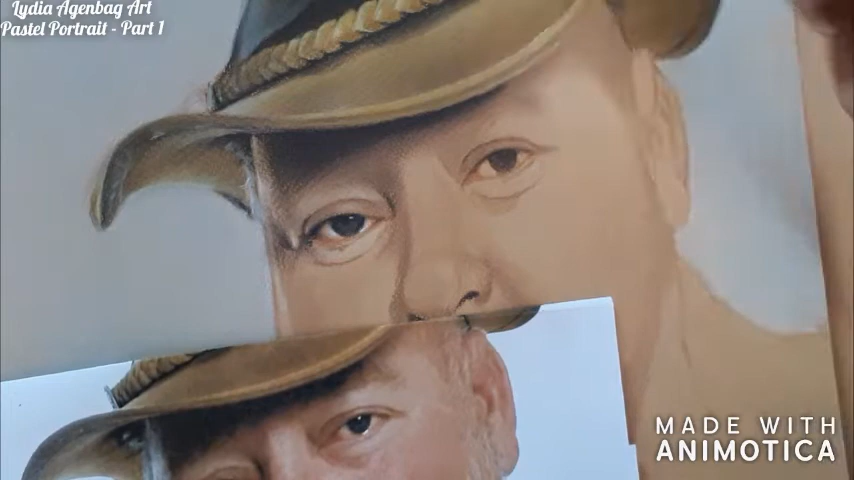 Lydia Agenbag Art
Pastel Portrait - Part 1
MADE WITH
ANIMOTICA